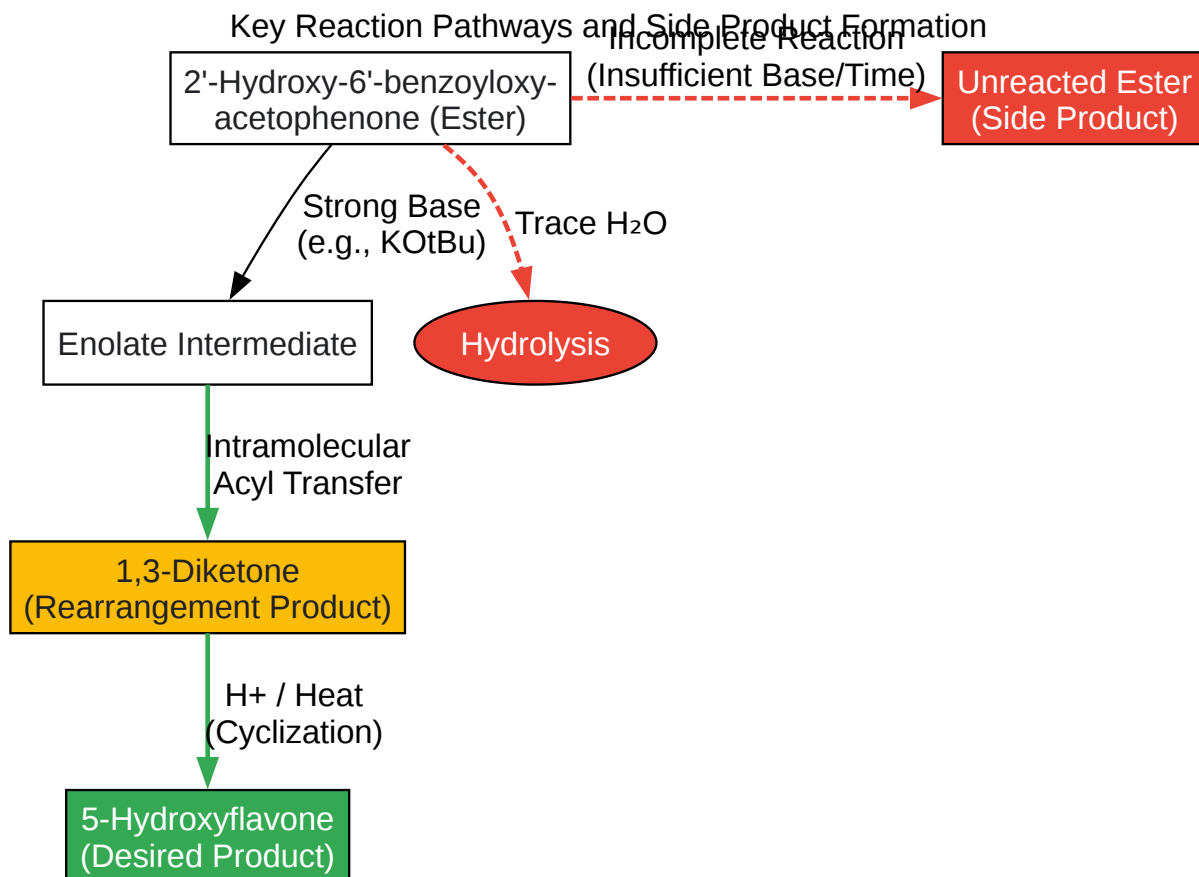 Key Reaction Pathways and Side Product Formation
2'-Hydroxy-6'-benzoyloxy-
acetophenone (Ester)
Incomplete Reaction
(Insufficient Base/Time)
Unreacted Ester
(Side Product)
Strong Base
(e.g., KOtBu)
Trace H₂O
Enolate Intermediate
Hydrolysis
Intramolecular
Acyl Transfer
1,3-Diketone
(Rearrangement Product)
H+ / Heat
(Cyclization)
5-Hydroxyflavone
(Desired Product)